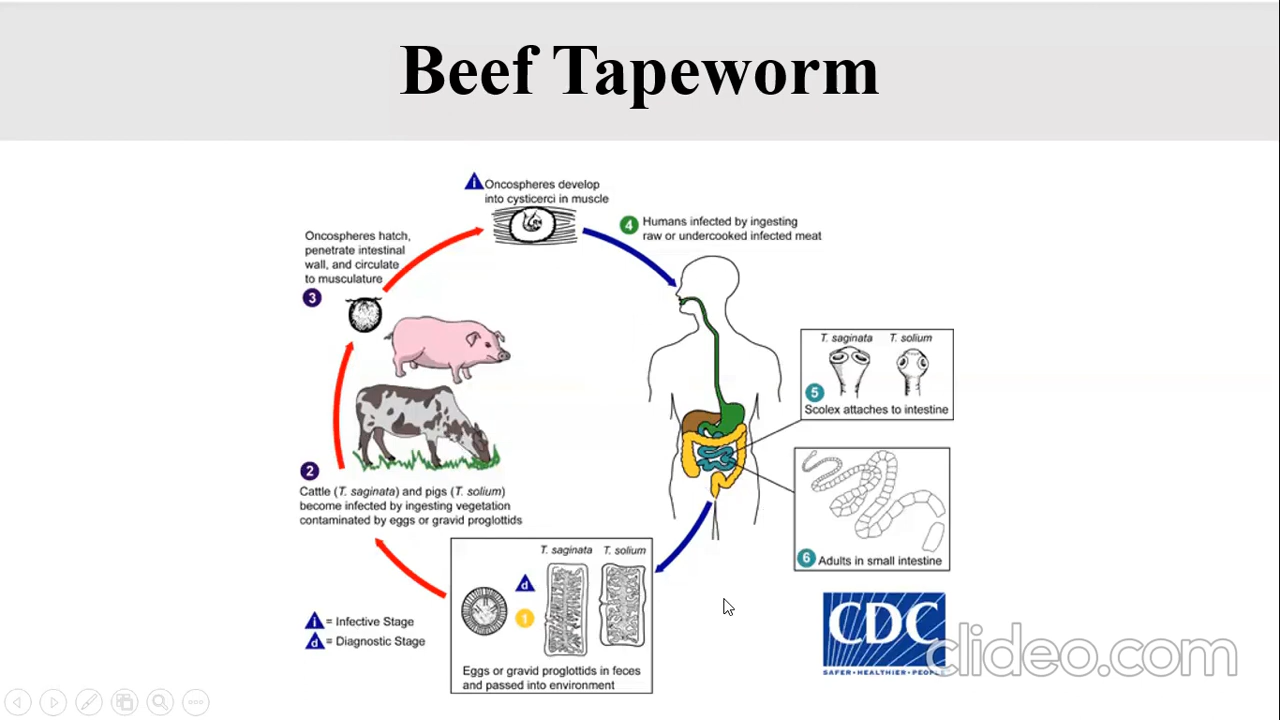 Beef Tapeworm
i
Oncospheres develop
into cysticerci in muscle
4
Humans infected by ingesting
raw or undercooked infected meat
Oncospheres hatch,
penetrate intestinal
wall, and circulate
to musculature
3
T. saginata T. solium
5
Scolex attaches to intestine
2
Cattle (T. saginata) and pigs (T. solium)
become infected by ingesting vegetation
contaminated by eggs or gravid proglottids
6 Adults in small intestine
T. saginata T. solium
d
1
Eggs or gravid proglottids in feces
and passed into environment
i = Infective Stage
d = Diagnostic Stage
CDC
SAFER•HEALTHIER•PEOPLE
clideo.com